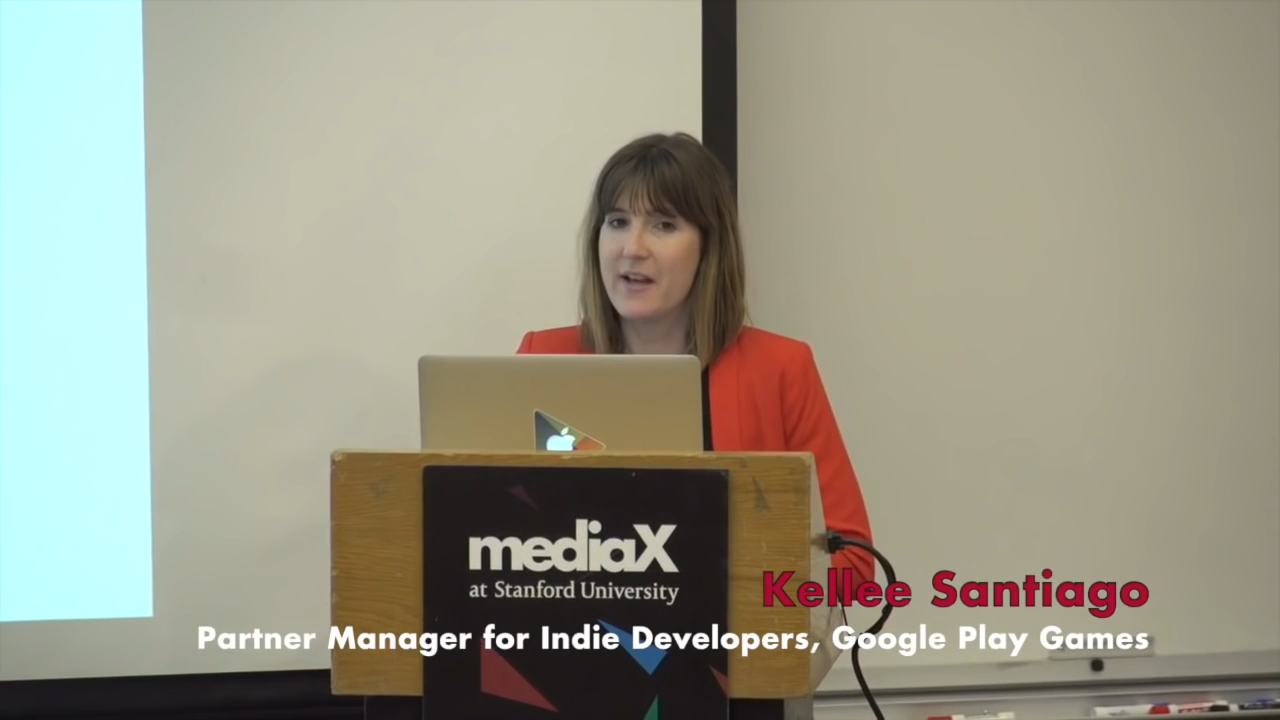 mediaX
at Stanford University
Kellee Santiago
Partner Manager for Indie Developers, Google Play Games